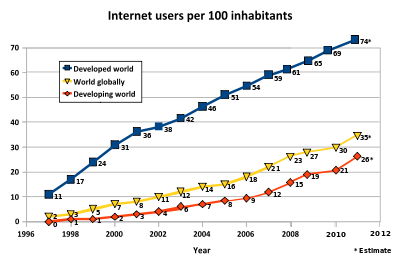 Internet users per 100 inhabitants
70
60
50
40
30
20
10
0
Developed world
World globally
Developing world
11 17 24 31 36 38 42 46 51 54 59 61 65 69 74*
2 3 5 7 8 10 12 14 16 18 21 23 27 30 35*
0 1 1 2 3 4 6 7 8 9 12 15 19 21 26*
1996 1998 2000 2002 2004 2006 2008 2010 2012
Year
* Estimate